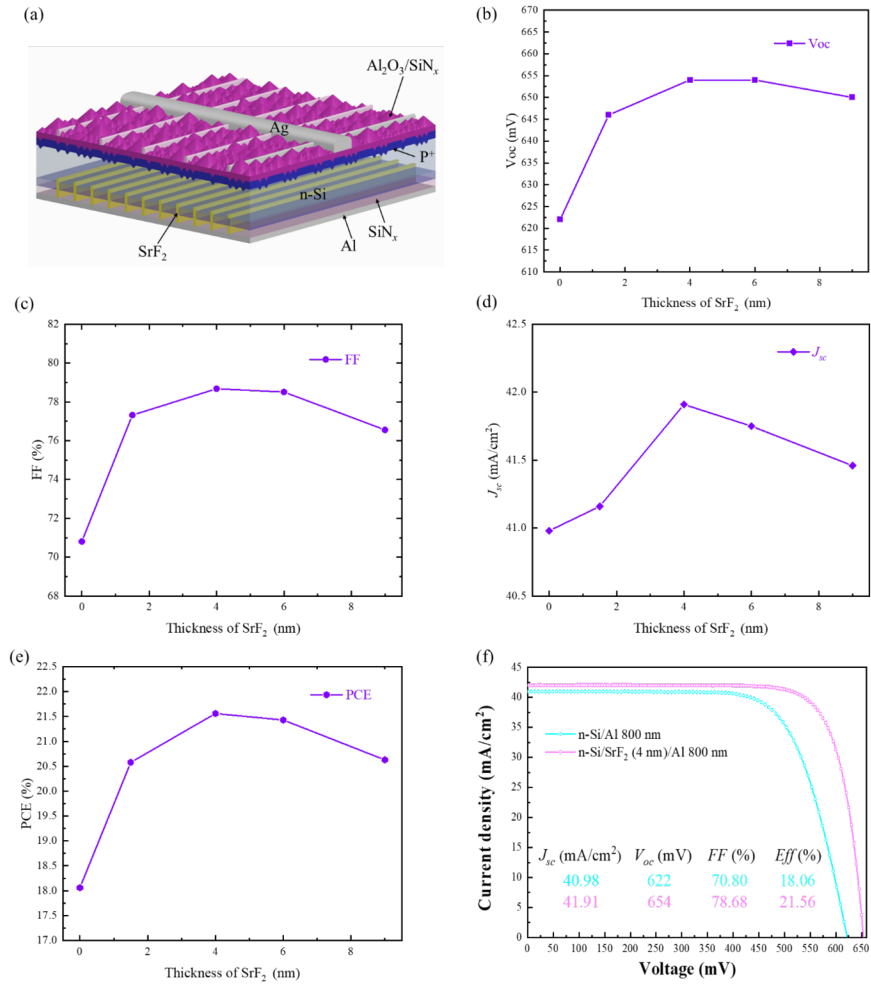 (a)
Al₂O₃/SiNₓ
Ag
P⁺
n-Si
SiNₓ
Al
SrF₂
(b)
670
665
660
655
650
645
640
635
630
625
620
615
610
Voc (mV)
Voc
0 2 4 6 8
Thickness of SrF₂ (nm)
(c)
82
80
78
76
74
72
70
68
FF (%)
FF
0 2 4 6 8
Thickness of SrF₂ (nm)
(d)
42.5
42.0
41.5
41.0
40.5
Jsc (mA/cm²)
Jsc
0 2 4 6 8
Thickness of SrF₂ (nm)
(e)
22.5
22.0
21.5
21.0
20.5
20.0
19.5
19.0
18.5
18.0
17.5
17.0
PCE (%)
PCE
0 2 4 6 8
Thickness of SrF₂ (nm)
(f)
45
40
35
30
25
20
15
10
5
0
Current density (mA/cm²)
n-Si/Al 800 nm
n-Si/SrF₂ (4 nm)/Al 800 nm
Jsc (mA/cm²) Voc (mV) FF (%) Eff (%)
40.98 622 70.80 18.06
41.91 654 78.68 21.56
0 50 100 150 200 250 300 350 400 450 500 550 600 650
Voltage (mV)